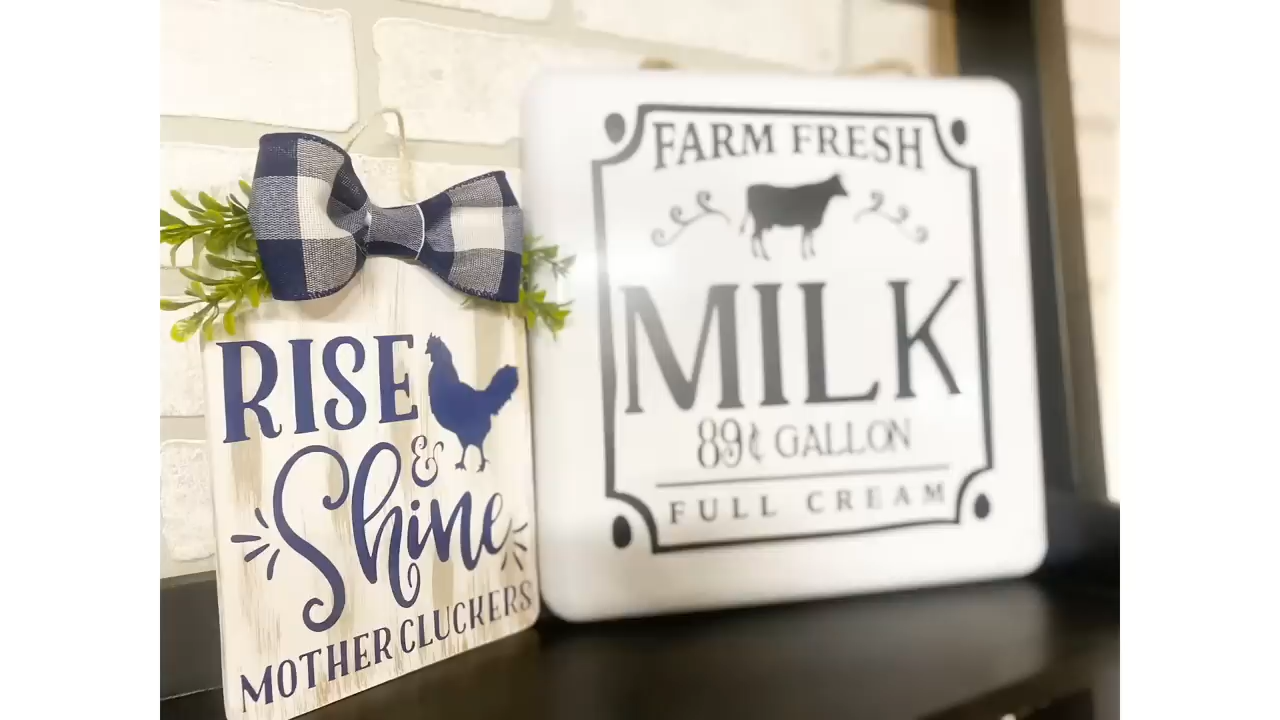 RISE
&
Shine
MOTHER CLUCKERS
FARM FRESH
MILK
89¢ GALLON
FULL CREAM